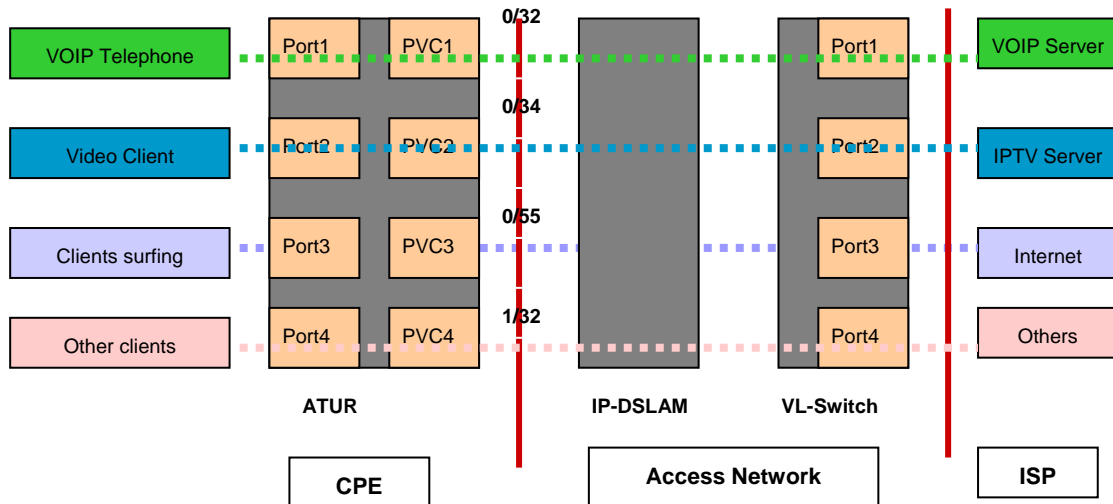 0/32
VOIP Telephone
Port1
PVC1
Port1
VOIP Server
0/34
Video Client
Port2
PVC2
Port2
IPTV Server
0/55
Clients surfing
Port3
PVC3
Port3
Internet
1/32
Other clients
Port4
PVC4
Port4
Others
ATUR
IP-DSLAM
VL-Switch
CPE
Access Network
ISP